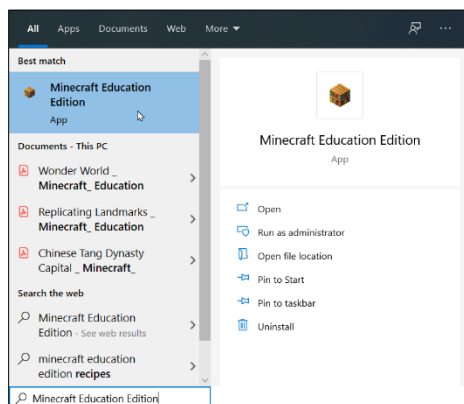 All Apps Documents Web More
Best match
Minecraft Education
Edition
App
Documents - This PC
Wonder World _
Minecraft_ Education
Replicating Landmarks _
Minecraft_ Education
Chinese Tang Dynasty
Capital _ Minecraft_
Search the web
Minecraft Education
Edition - See web results
minecraft education
edition recipes
Minecraft Education Edition
Minecraft Education Edition
App
Open
Run as administrator
Open file location
Pin to Start
Pin to taskbar
Uninstall